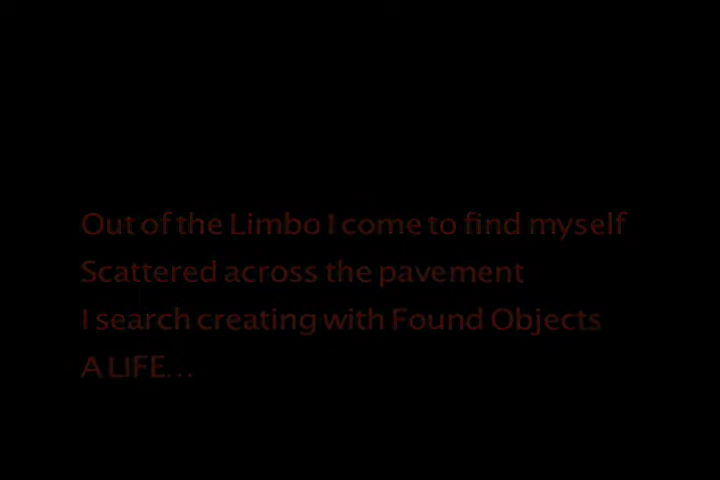 Out of the Limbo I come to find myself
Scattered across the pavement
I search creating with Found Objects
A LIFE...